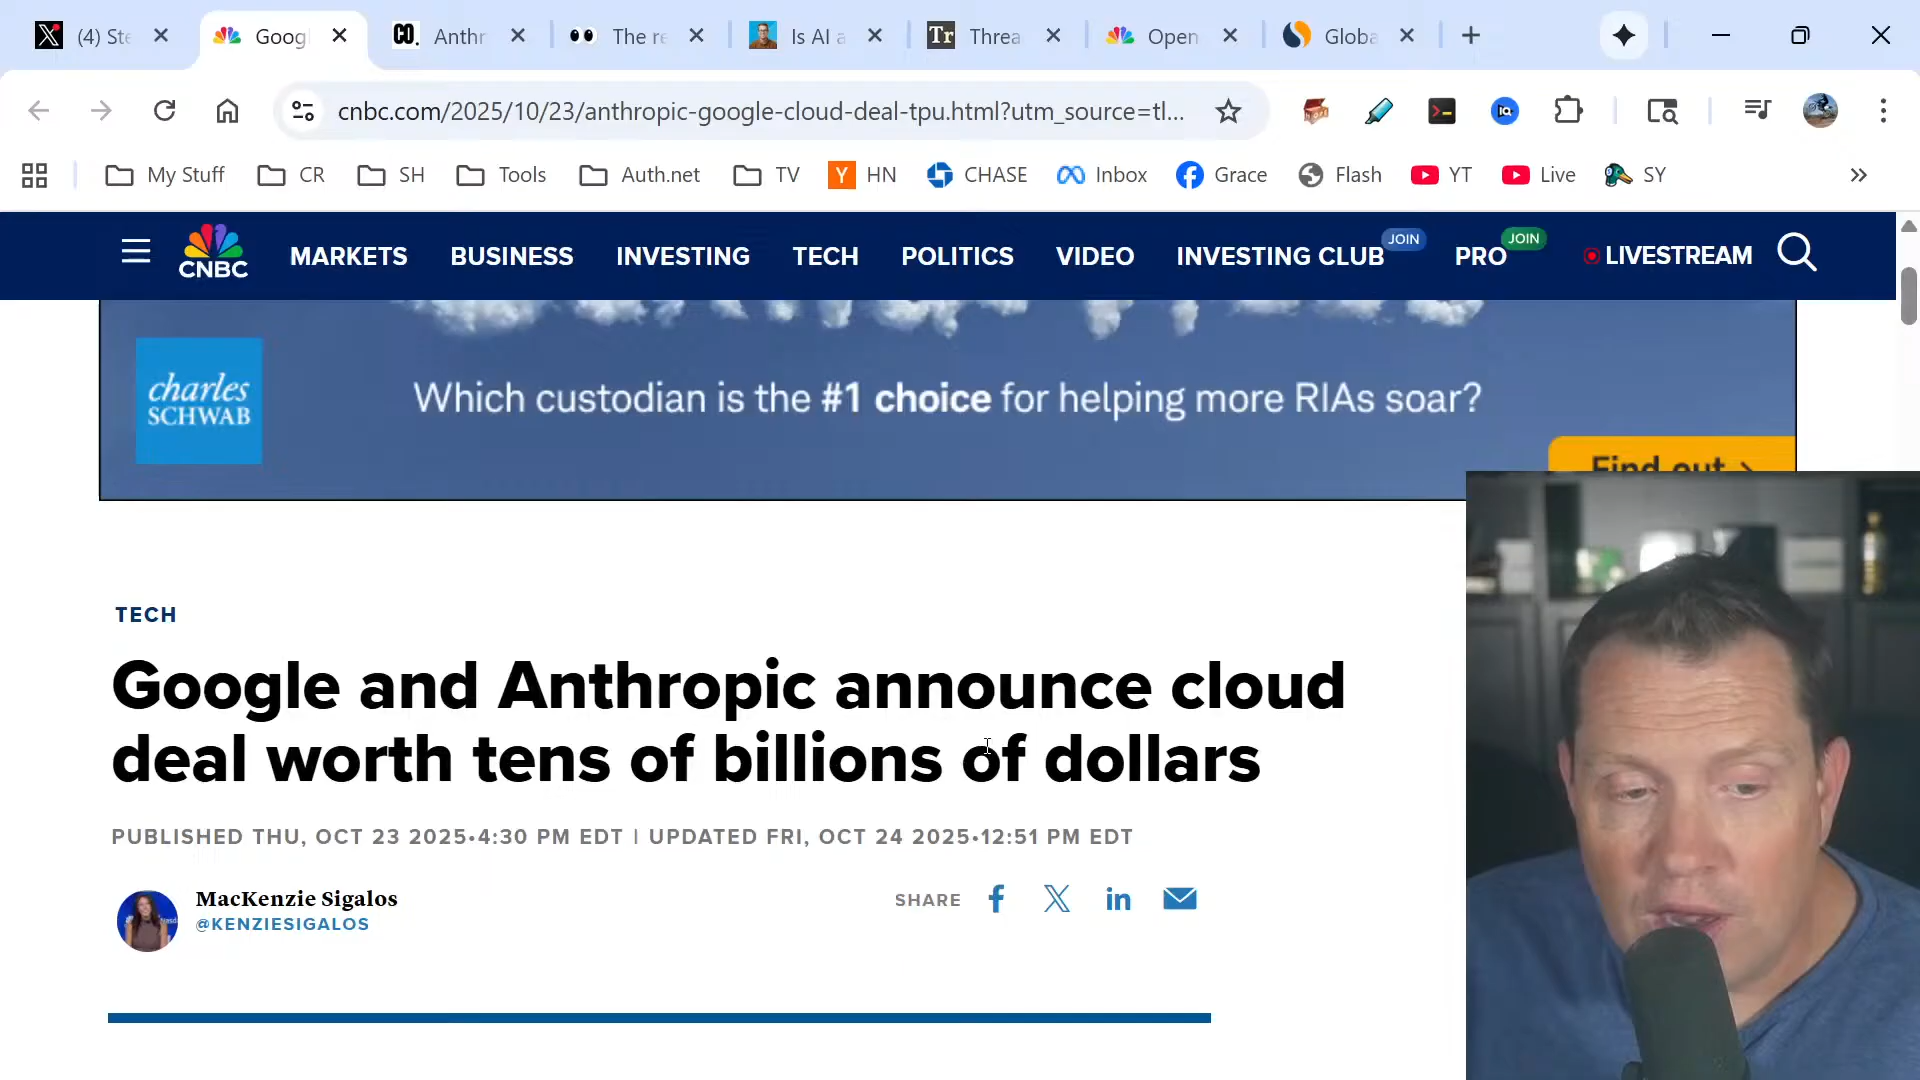 (4) Ste
Googl
CO.
Anthr
The re
Is AI a
Tr
Threa
Open
Globa
cnbc.com/2025/10/23/anthropic-google-cloud-deal-tpu.html?utm_source=tl...
My Stuff
CR
SH
Tools
Auth.net
TV
Y
HN
CHASE
Inbox
Grace
Flash
YT
Live
SY
CNBC
MARKETS
BUSINESS
INVESTING
TECH
POLITICS
VIDEO
INVESTING CLUB
JOIN
PRO
JOIN
LIVESTREAM
charles
SCHWAB
Which custodian is the #1 choice for helping more RIAs soar?
Find out
TECH
Google and Anthropic announce cloud
deal worth tens of billions of dollars
PUBLISHED THU, OCT 23 2025•4:30 PM EDT | UPDATED FRI, OCT 24 2025•12:51 PM EDT
MacKenzie Sigalos
@KENZIESIGALOS
SHARE